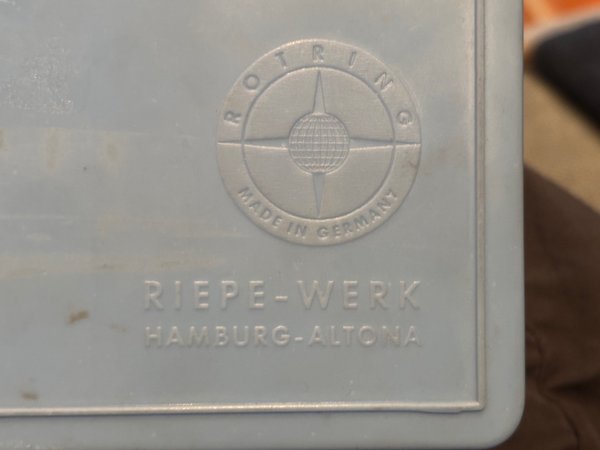 ROTRING
MADE IN GERMANY
RIEPE-WERK
HAMBURG-ALTONA